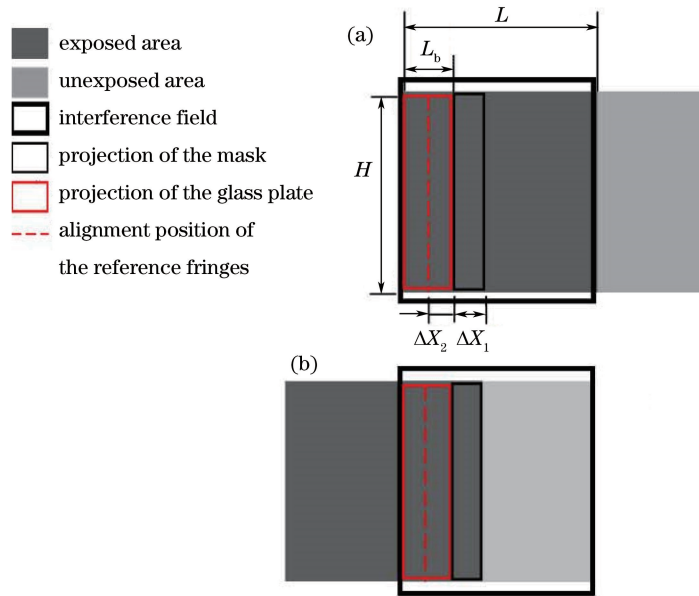 exposed area
unexposed area
interference field
projection of the mask
projection of the glass plate
alignment position of
the reference fringes
(a)
L
L_b
H
ΔX_2 ΔX_1
(b)